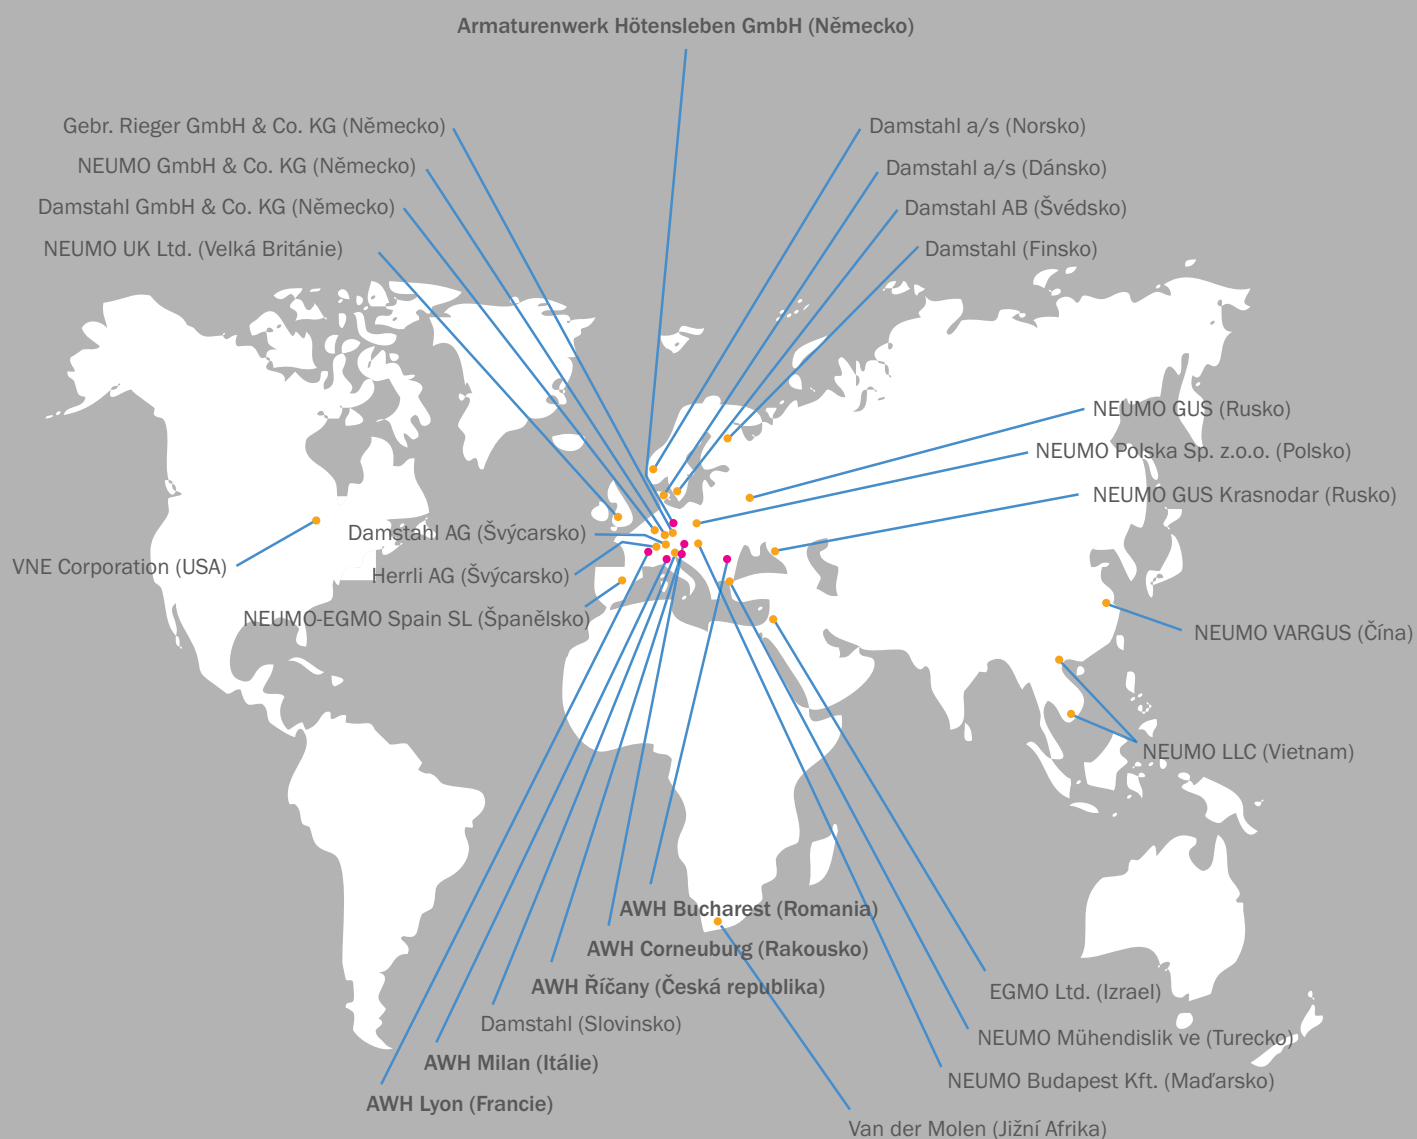 Armaturenwerk Hötensleben GmbH (Německo)
Gebr. Rieger GmbH & Co. KG (Německo)
NEUMO GmbH & Co. KG (Německo)
Damstahl GmbH & Co. KG (Německo)
NEUMO UK Ltd. (Velká Británie)
Damstahl a/s (Norsko)
Damstahl a/s (Dánsko)
Damstahl AB (Švédsko)
Damstahl (Finsko)
NEUMO GUS (Rusko)
NEUMO Polska Sp. z.o.o. (Polsko)
NEUMO GUS Krasnodar (Rusko)
Damstahl AG (Švýcarsko)
VNE Corporation (USA)
Herrli AG (Švýcarsko)
NEUMO-EGMO Spain SL (Španělsko)
NEUMO VARGUS (Čína)
NEUMO LLC (Vietnam)
AWH Bucharest (Romania)
AWH Corneuburg (Rakousko)
AWH Říčany (Česká republika)
Damstahl (Slovinsko)
AWH Milan (Itálie)
AWH Lyon (Francie)
EGMO Ltd. (Izrael)
NEUMO Mühendislik ve (Turecko)
NEUMO Budapest Kft. (Maďarsko)
Van der Molen (Jižní Afrika)